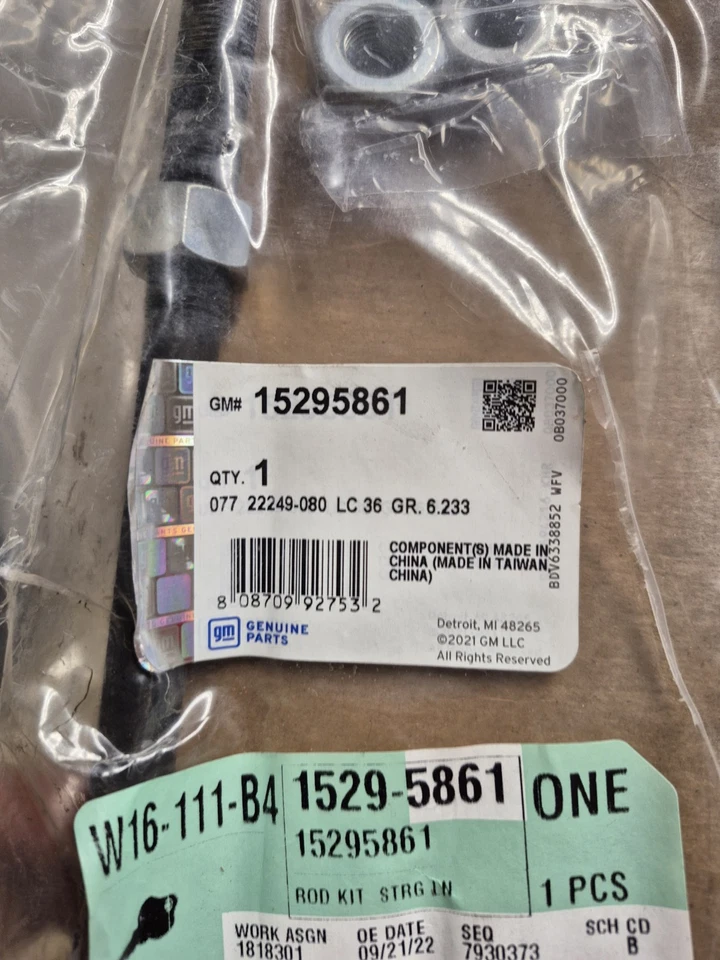 GM# 15295861
QTY. 1
077 22249-080 LC 36 GR. 6.233
COMPONENT(S) MADE IN
CHINA (MADE IN TAIWAN,
CHINA)
8 08709 92753 2
gm GENUINE
PARTS
Detroit, MI 48265
©2021 GM LLC
All Rights Reserved
BDV6338852 WFV 0B037000
gm
W16-111-B4
1529-5861
15295861
ROD KIT STRG IN
ONE
1 PCS
WORK ASGN OE DATE SEQ SCH CD
1818301 09/21/22 7930373 B